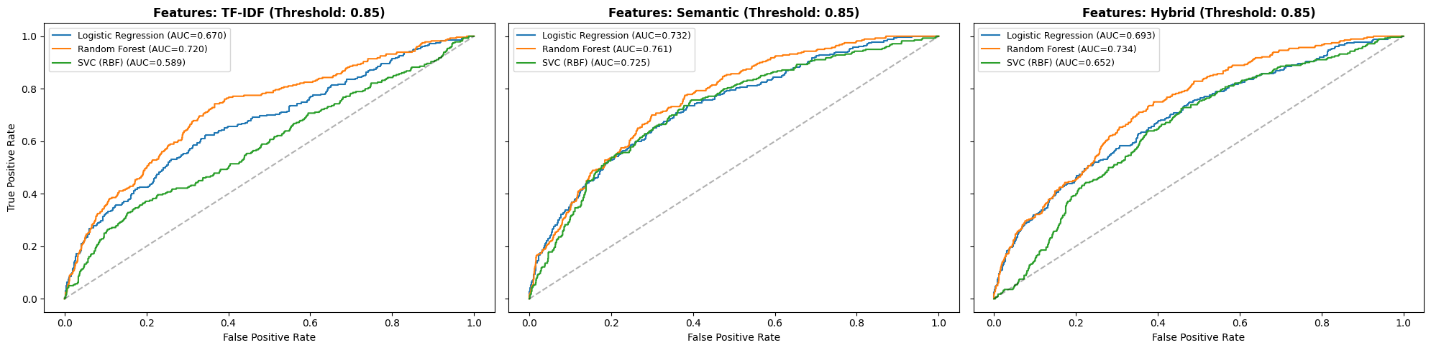 Features: TF-IDF (Threshold: 0.85)
Logistic Regression (AUC=0.670)
Random Forest (AUC=0.720)
SVC (RBF) (AUC=0.589)
True Positive Rate
1.0
0.8
0.6
0.4
0.2
0.0
0.0 0.2 0.4 0.6 0.8 1.0
False Positive Rate
Features: Semantic (Threshold: 0.85)
Logistic Regression (AUC=0.732)
Random Forest (AUC=0.761)
SVC (RBF) (AUC=0.725)
0.0 0.2 0.4 0.6 0.8 1.0
False Positive Rate
Features: Hybrid (Threshold: 0.85)
Logistic Regression (AUC=0.693)
Random Forest (AUC=0.734)
SVC (RBF) (AUC=0.652)
0.0 0.2 0.4 0.6 0.8 1.0
False Positive Rate